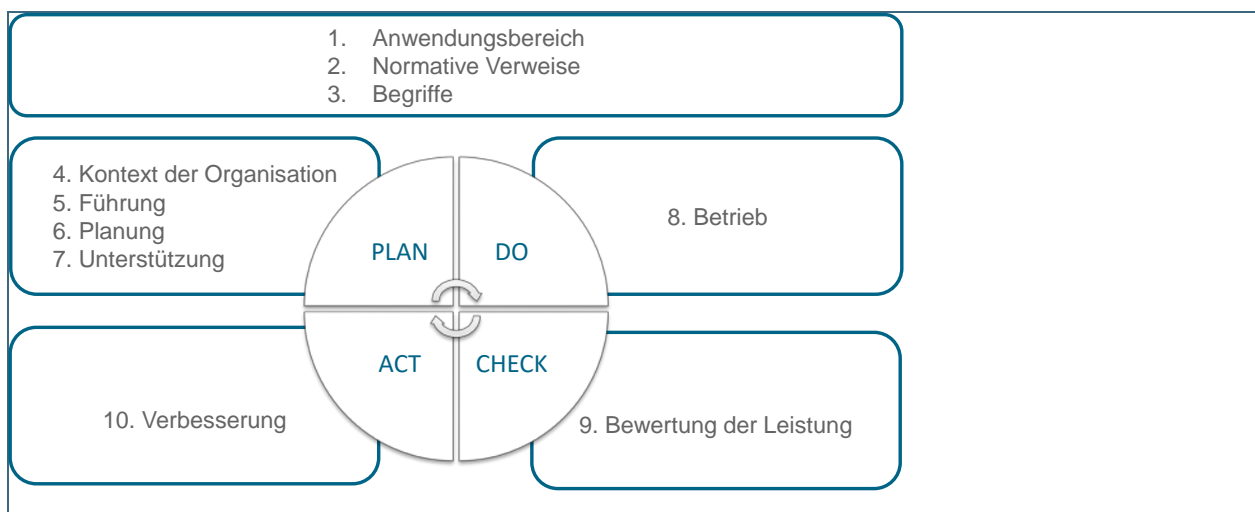 1. Anwendungsbereich
2. Normative Verweise
3. Begriffe
4. Kontext der Organisation
5. Führung
6. Planung
7. Unterstützung
8. Betrieb
PLAN
DO
ACT
CHECK
10. Verbesserung
9. Bewertung der Leistung